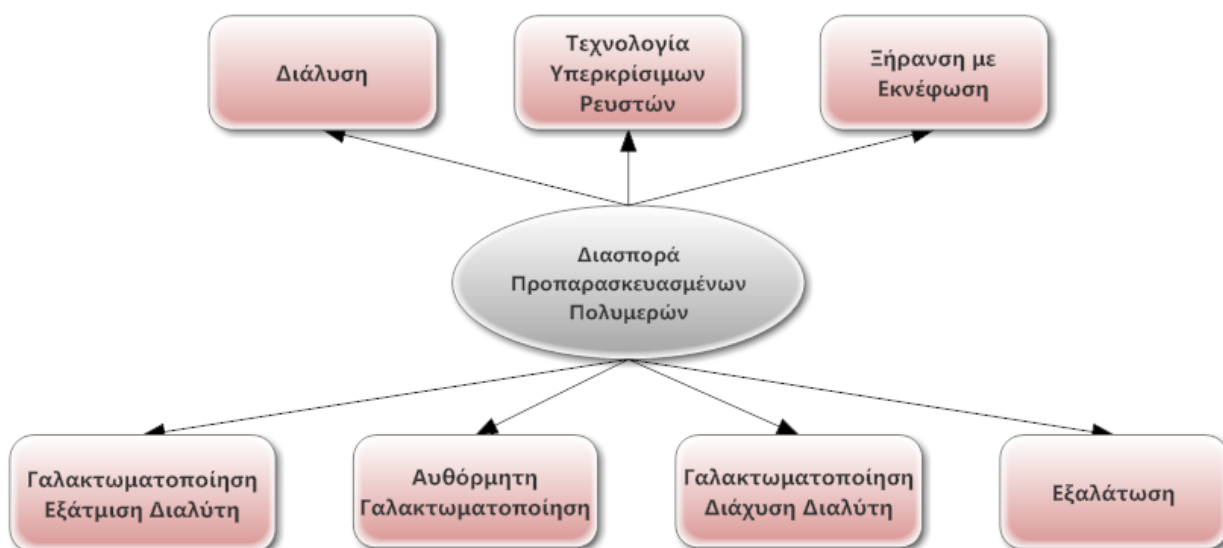 Διάλυση
Τεχνολογία
Υπερκρίσιμων
Ρευστών
Ξήρανση με
Εκνέφωση
Διασπορά
Προπαρασκευασμένων
Πολυμερών
Γαλακτωματοποίηση
Εξάτμιση Διαλύτη
Αυθόρμητη
Γαλακτωματοποίηση
Γαλακτωματοποίηση
Διάχυση Διαλύτη
Εξαλάτωση